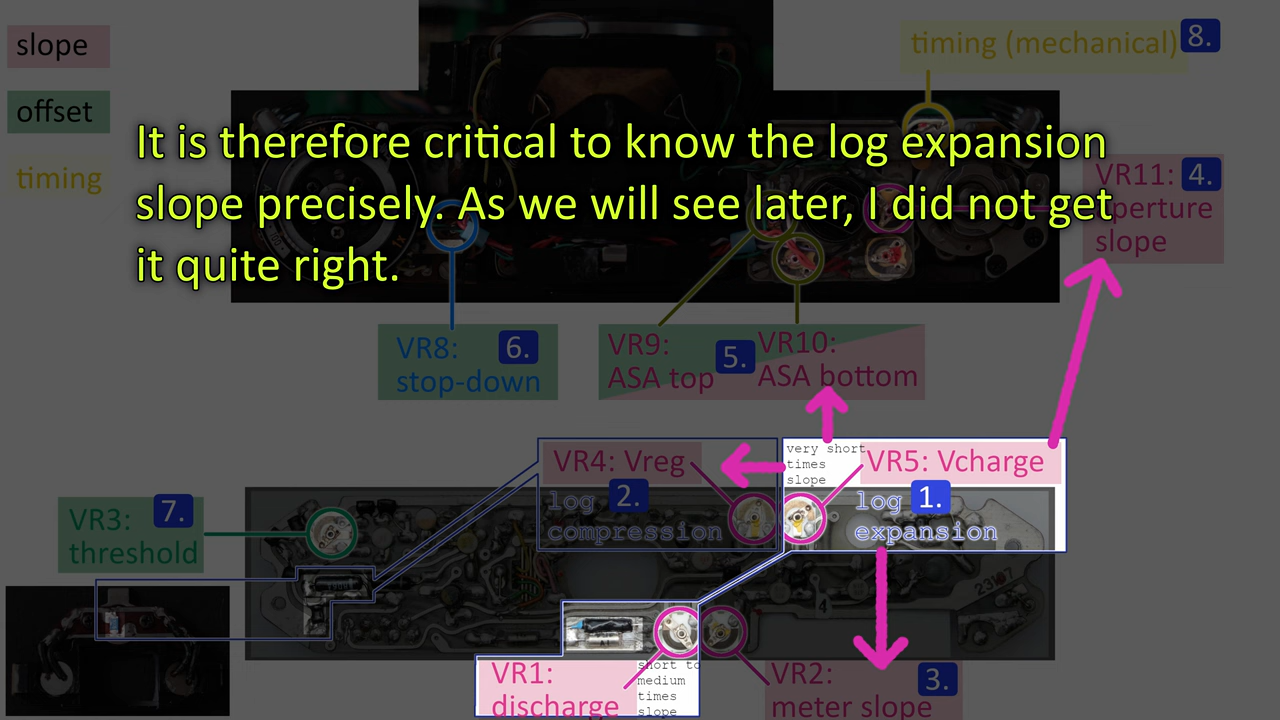 slope
timing (mechanical)
8.
offset
It is therefore critical to know the log expansion
slope precisely. As we will see later, I did not get
it quite right.
timing
VR11:
4.
aperture
slope
VR8:
6.
stop-down
VR9:
ASA top
5.
VR10:
ASA bottom
VR4: Vreg
2.
log
compression
very short
times
slope
VR5: Vcharge
1.
log
expansion
VR3:
7.
threshold
23167
4
VR1:
discharge
short to
medium
times
slope
VR2:
3.
meter slope